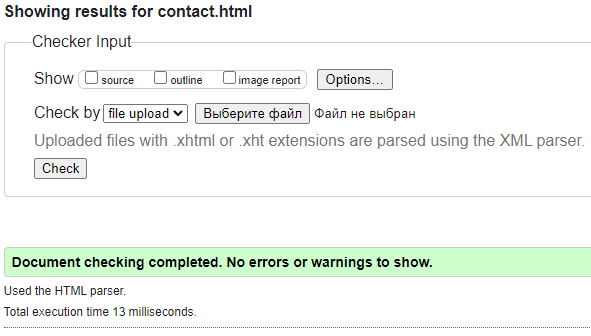 Showing results for contact.html
Checker Input
Show source outline image report Options...
Check by file upload Выберите файл Файл не выбран
Uploaded files with .xhtml or .xht extensions are parsed using the XML parser.
Check
Document checking completed. No errors or warnings to show.
Used the HTML parser.
Total execution time 13 milliseconds.